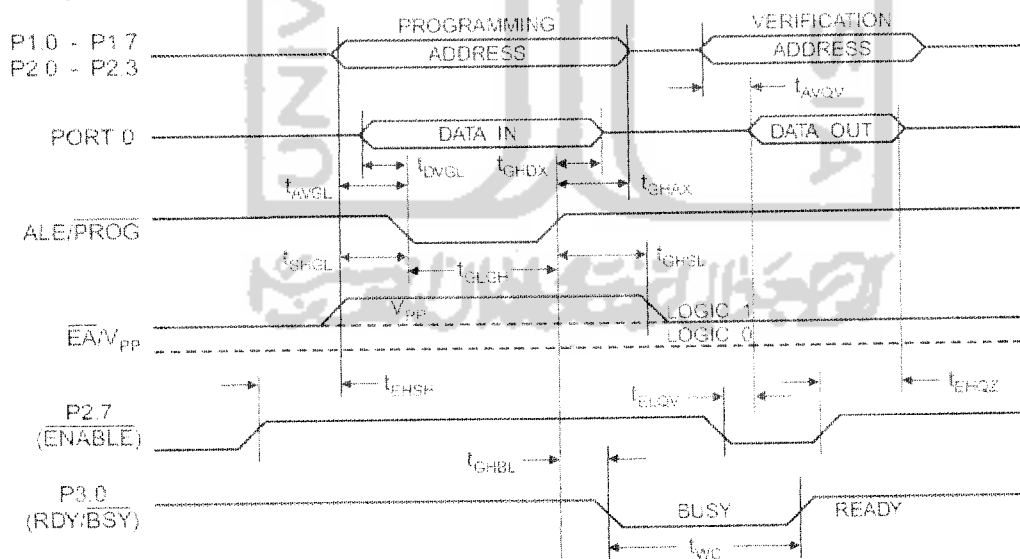 PROGRAMMING
VERIFICATION
P1.0 - P1.7
P2.0 - P2.3
ADDRESS
ADDRESS
tAVQV
PORT 0
DATA IN
DATA OUT
tDVGL
tGHDX
tAVGL
tGHAX
ALE/PROG
tSHGL
tGLGH
tGHSL
VPP
LOGIC 1
LOGIC 0
EA/VPP
tEHSH
tELQV
tEHQZ
P2.7
(ENABLE)
tGHBL
P3.0
(RDY/BSY)
BUSY
READY
tWC